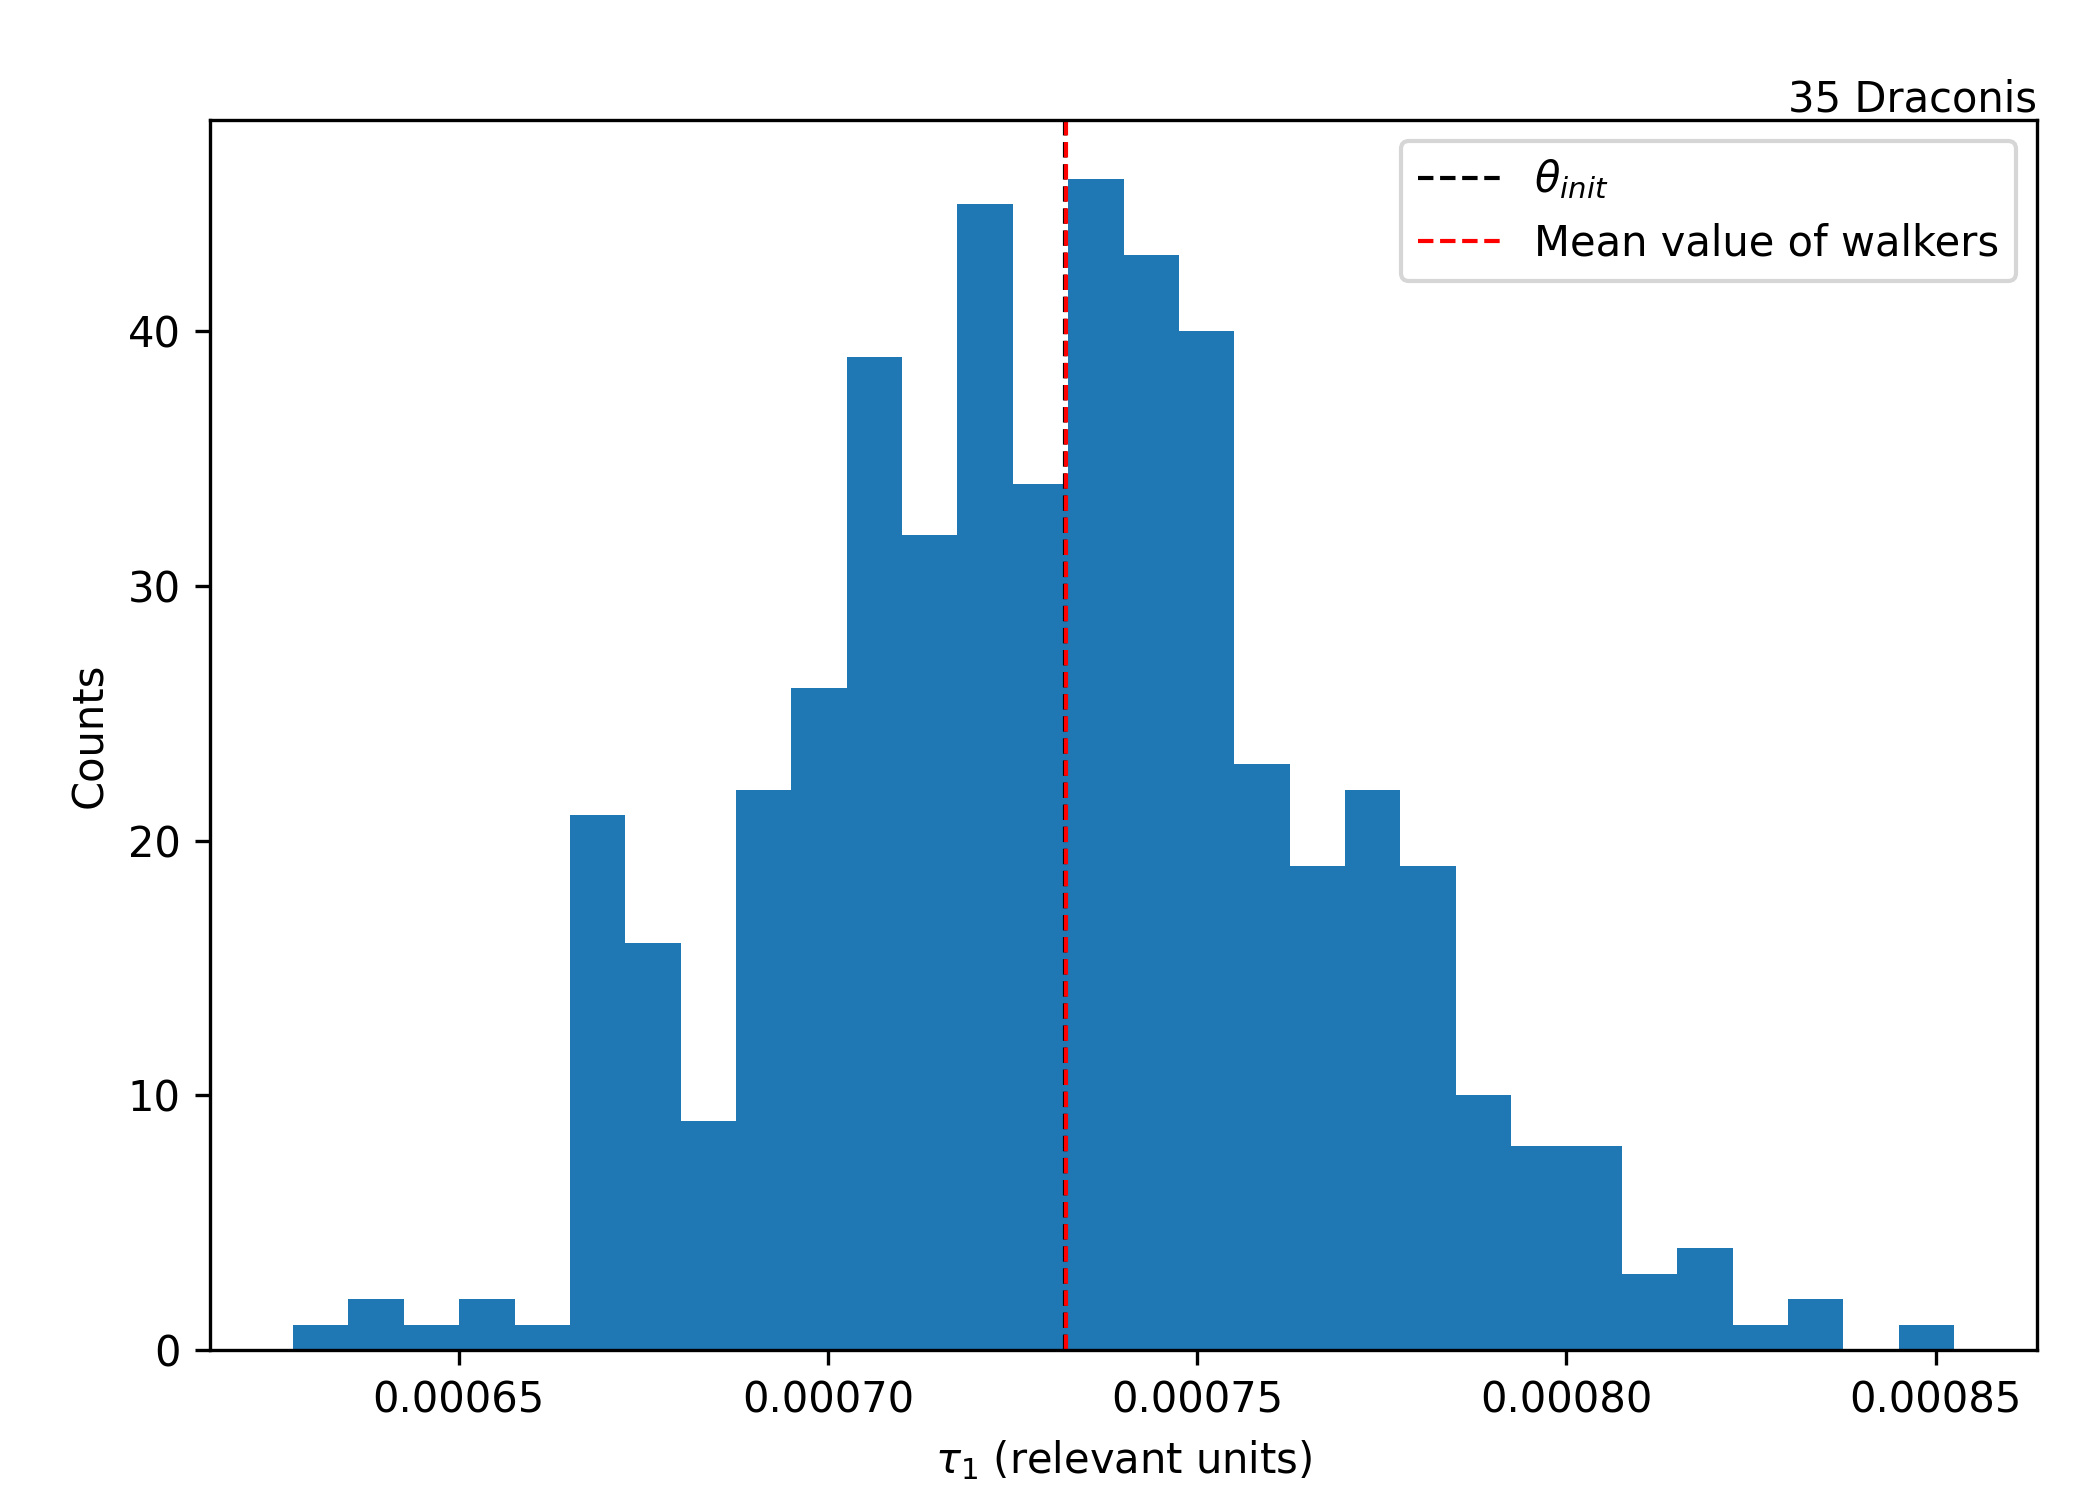 35 Draconis
θ_init
Mean value of walkers
40
30
20
10
0
Counts
0.00065 0.00070 0.00075 0.00080 0.00085
τ₁ (relevant units)